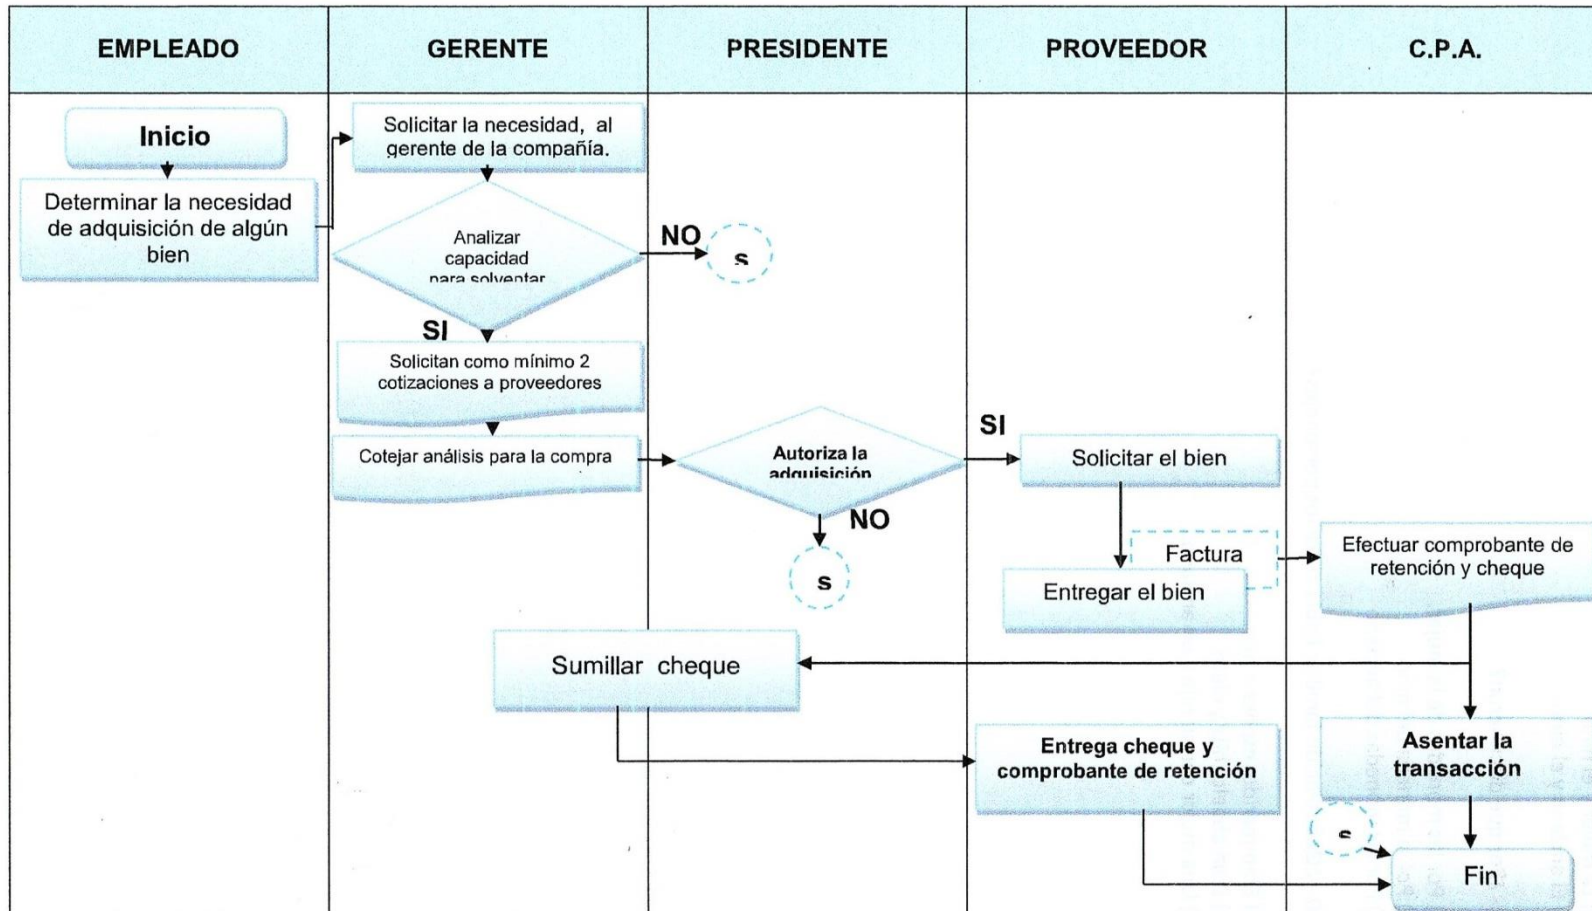 EMPLEADO
GERENTE
PRESIDENTE
PROVEEDOR
C.P.A.
Inicio
Determinar la necesidad
de adquisición de algún
bien
Solicitar la necesidad, al
gerente de la compañía.
Analizar
capacidad
para solventar
NO
s
SI
Solicitan como mínimo 2
cotizaciones a proveedores
Cotejar análisis para la compra
Autoriza la
adquisición
SI
NO
s
Solicitar el bien
Factura
Entregar el bien
Efectuar comprobante de
retención y cheque
Sumillar cheque
Entrega cheque y
comprobante de retención
Asentar la
transacción
s
Fin